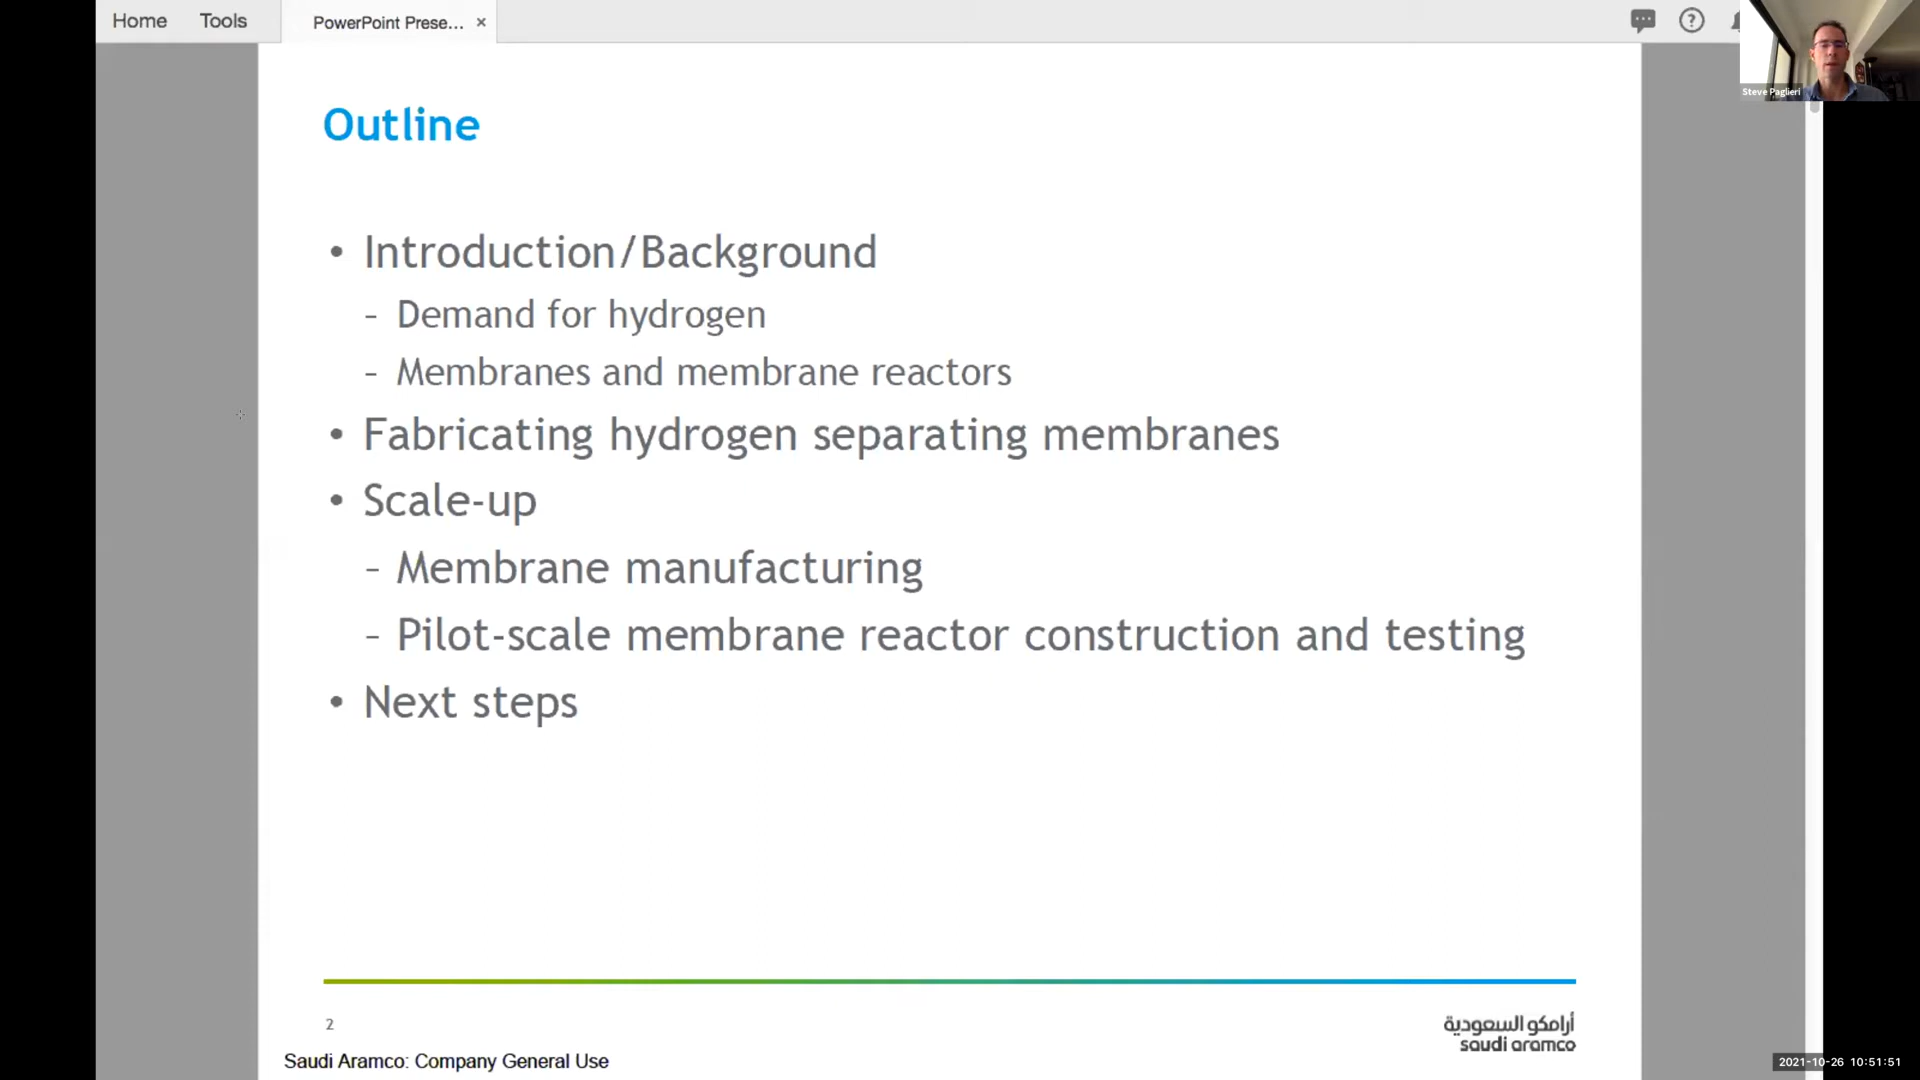 Home Tools PowerPoint Prese... ×
Steve Paglieri
Outline
• Introduction/Background
– Demand for hydrogen
– Membranes and membrane reactors
• Fabricating hydrogen separating membranes
• Scale-up
– Membrane manufacturing
– Pilot-scale membrane reactor construction and testing
• Next steps
2
أرامكو السعودية
saudi aramco
Saudi Aramco: Company General Use
2021-10-26 10:51:51